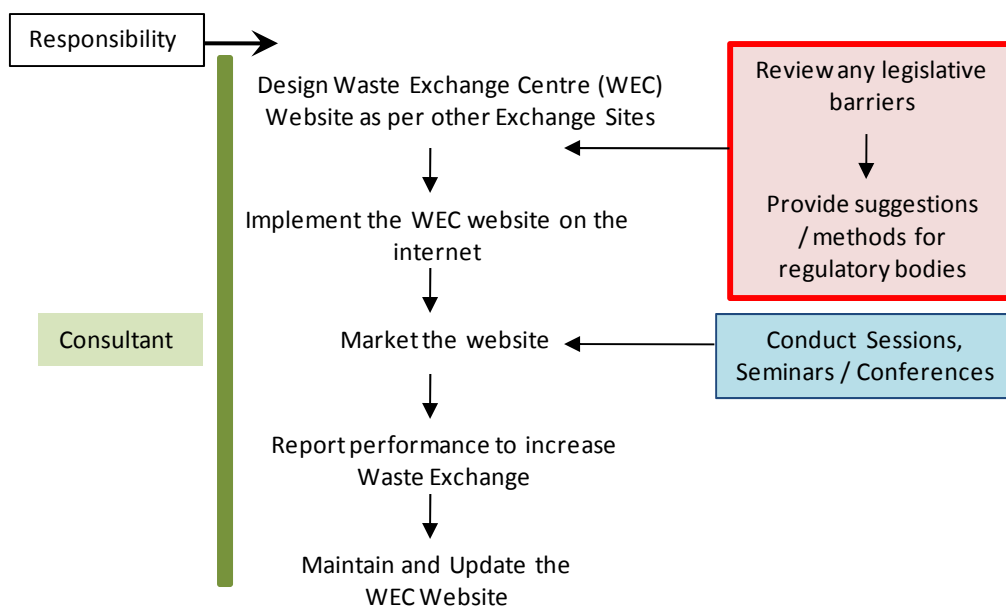 Responsibility
Design Waste Exchange Centre (WEC)
Website as per other Exchange Sites
Implement the WEC website on the
internet
Market the website
Report performance to increase
Waste Exchange
Maintain and Update the
WEC Website
Consultant
Review any legislative
barriers
Provide suggestions
/ methods for
regulatory bodies
Conduct Sessions,
Seminars / Conferences